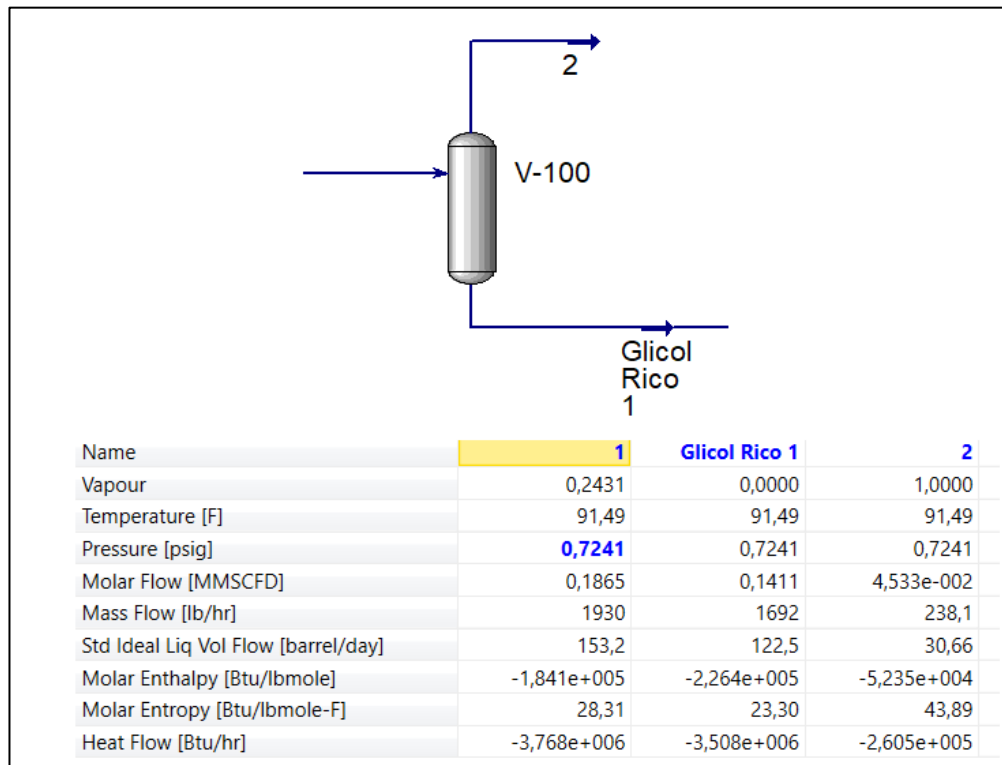 2
V-100
Glicol
Rico
1
Name 1 Glicol Rico 1 2
Vapour 0,2431 0,0000 1,0000
Temperature [F] 91,49 91,49 91,49
Pressure [psig] 0,7241 0,7241 0,7241
Molar Flow [MMSCFD] 0,1865 0,1411 4,533e-002
Mass Flow [lb/hr] 1930 1692 238,1
Std Ideal Liq Vol Flow [barrel/day] 153,2 122,5 30,66
Molar Enthalpy [Btu/lbmole] -1,841e+005 -2,264e+005 -5,235e+004
Molar Entropy [Btu/lbmole-F] 28,31 23,30 43,89
Heat Flow [Btu/hr] -3,768e+006 -3,508e+006 -2,605e+005